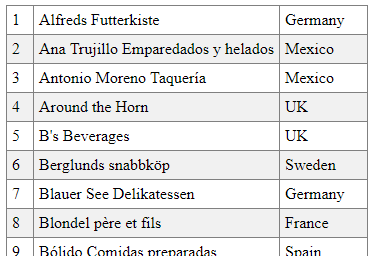 1 Alfreds Futterkiste Germany
2 Ana Trujillo Emparedados y helados Mexico
3 Antonio Moreno Taquería Mexico
4 Around the Horn UK
5 B's Beverages UK
6 Berglunds snabbköp Sweden
7 Blauer See Delikatessen Germany
8 Blondel père et fils France
9 Bólido Comidas preparadas Spain